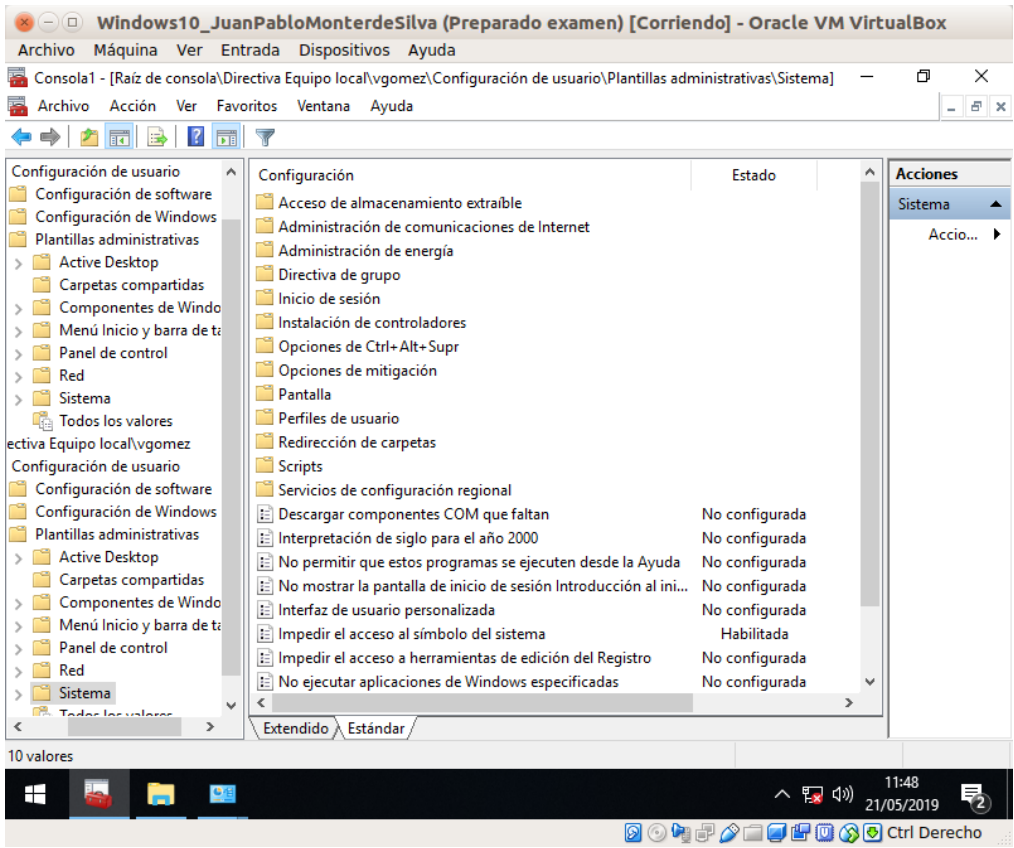 Windows10_JuanPabloMonterdeSilva (Preparado examen) [Corriendo] - Oracle VM VirtualBox
Archivo Máquina Ver Entrada Dispositivos Ayuda
Consola1 - [Raíz de consola\Directiva Equipo local\vgomez\Configuración de usuario\Plantillas administrativas\Sistema]
Archivo Acción Ver Favoritos Ventana Ayuda
Configuración de usuario
Configuración de software
Configuración de Windows
Plantillas administrativas
Active Desktop
Carpetas compartidas
Componentes de Windo
Menú Inicio y barra de ta
Panel de control
Red
Sistema
Todos los valores
ectiva Equipo local\vgomez
Configuración de usuario
Configuración de software
Configuración de Windows
Plantillas administrativas
Active Desktop
Carpetas compartidas
Componentes de Windo
Menú Inicio y barra de ta
Panel de control
Red
Sistema
Todos los valores
Configuración Estado
Acceso de almacenamiento extraíble
Administración de comunicaciones de Internet
Administración de energía
Directiva de grupo
Inicio de sesión
Instalación de controladores
Opciones de Ctrl+Alt+Supr
Opciones de mitigación
Pantalla
Perfiles de usuario
Redirección de carpetas
Scripts
Servicios de configuración regional
Descargar componentes COM que faltan No configurada
Interpretación de siglo para el año 2000 No configurada
No permitir que estos programas se ejecuten desde la Ayuda No configurada
No mostrar la pantalla de inicio de sesión Introducción al ini... No configurada
Interfaz de usuario personalizada No configurada
Impedir el acceso al símbolo del sistema Habilitada
Impedir el acceso a herramientas de edición del Registro No configurada
No ejecutar aplicaciones de Windows especificadas No configurada
Extendido Estándar
Acciones
Sistema
Accio...
10 valores
11:48
21/05/2019
2
Ctrl Derecho